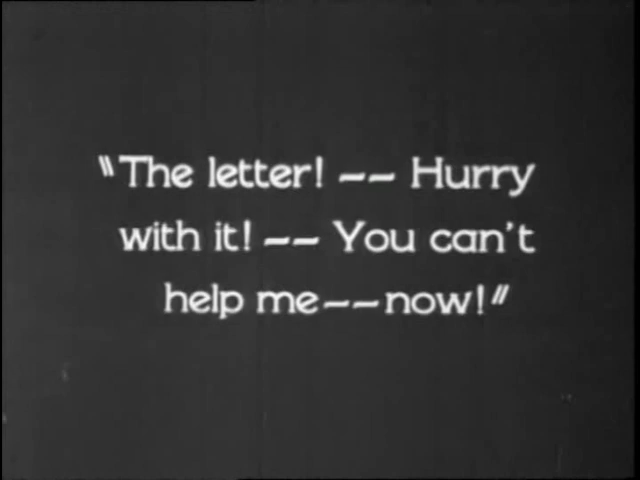 "The letter! -- Hurry
with it! -- You can't
help me--now!"